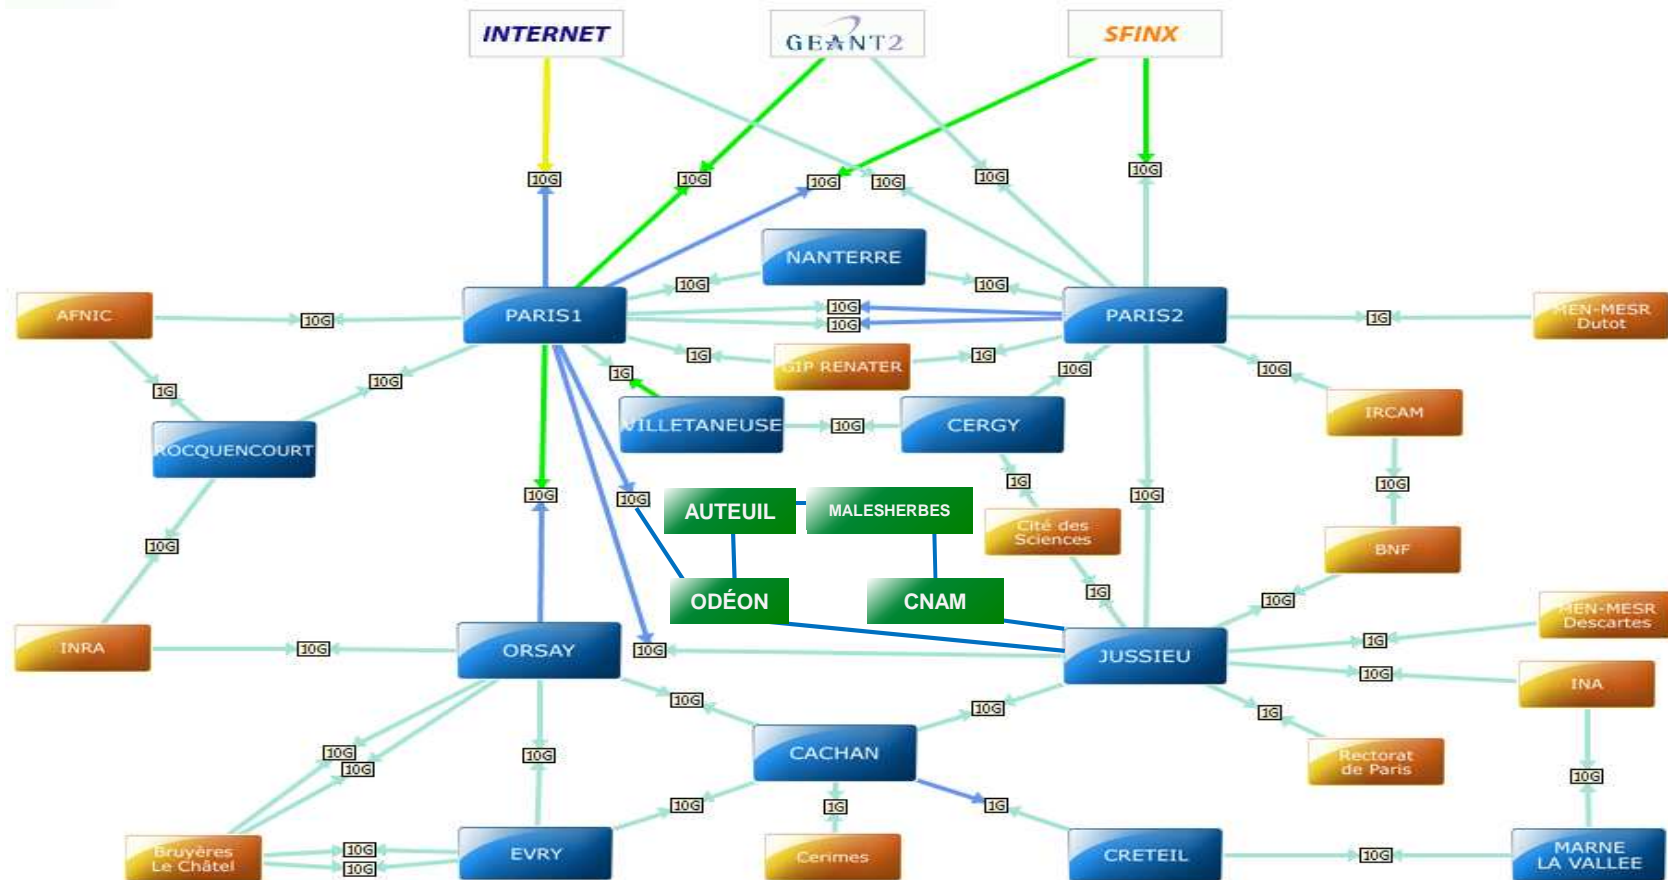 INTERNET
GEANT2
SFINX
10G
10G
10G
10G
10G
10G
NANTERRE
10G
10G
AFNIC
10G
PARIS1
10G
10G
PARIS2
1G
MEN-MESR
Dutot
1G
GIP RENATER
1G
1G
10G
10G
10G
1G
ROCQUENCOURT
VILLETANEUSE
10G
CERGY
IRCAM
1G
10G
10G
10G
10G
AUTEUIL
MALESHERBES
Cité des
Sciences
10G
BNF
ODÉON
CNAM
1G
10G
MEN-MESR
Descartes
INRA
10G
ORSAY
10G
JUSSIEU
1G
10G
INA
10G
10G
1G
CACHAN
Rectorat
de Paris
10G
10G
10G
10G
10G
1G
1G
Bruyères
Le Châtel
10G
10G
EVRY
Cerimes
CRETEIL
10G
MARNE
LA VALLEE